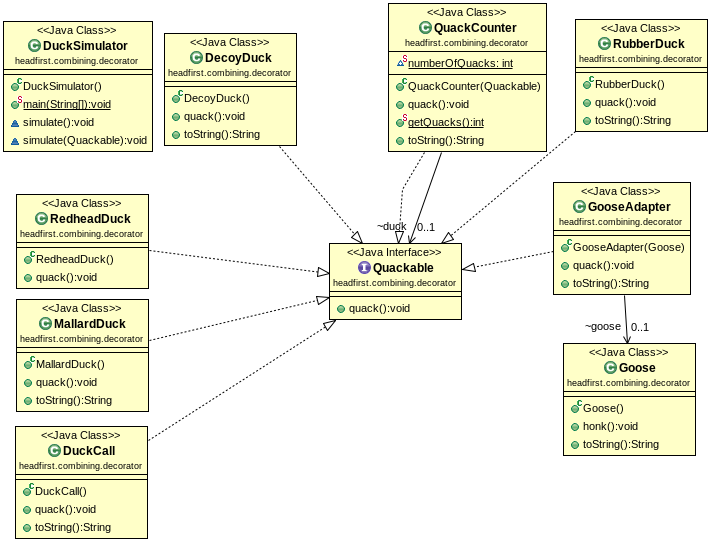 <<Java Class>>
DuckSimulator
headfirst.combining.decorator
DuckSimulator()
main(String[]):void
simulate():void
simulate(Quackable):void
<<Java Class>>
DecoyDuck
headfirst.combining.decorator
DecoyDuck()
quack():void
toString():String
<<Java Class>>
QuackCounter
headfirst.combining.decorator
numberOfQuacks: int
QuackCounter(Quackable)
quack():void
getQuacks():int
toString():String
<<Java Class>>
RubberDuck
headfirst.combining.decorator
RubberDuck()
quack():void
toString():String
<<Java Class>>
RedheadDuck
headfirst.combining.decorator
RedheadDuck()
quack():void
~duck 0..1
<<Java Interface>>
Quackable
headfirst.combining.decorator
quack():void
<<Java Class>>
GooseAdapter
headfirst.combining.decorator
GooseAdapter(Goose)
quack():void
toString():String
<<Java Class>>
MallardDuck
headfirst.combining.decorator
MallardDuck()
quack():void
toString():String
~goose 0..1
<<Java Class>>
Goose
headfirst.combining.decorator
Goose()
honk():void
toString():String
<<Java Class>>
DuckCall
headfirst.combining.decorator
DuckCall()
quack():void
toString():String